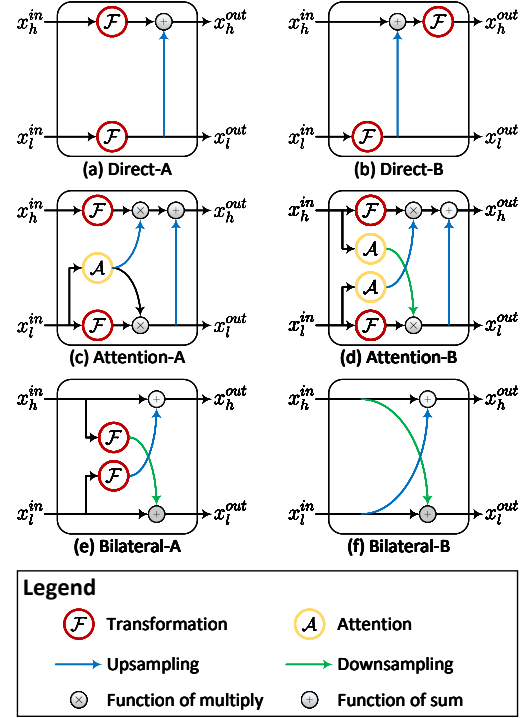 x_h^{in} F + x_h^{out} x_h^{in} + F x_h^{out}
x_l^{in} F x_l^{out} x_l^{in} F x_l^{out}
(a) Direct-A (b) Direct-B
x_h^{in} F × + x_h^{out} x_h^{in} F × + x_h^{out}
A A
A
x_l^{in} F × x_l^{out} x_l^{in} F × x_l^{out}
(c) Attention-A (d) Attention-B
x_h^{in} + x_h^{out} x_h^{in} + x_h^{out}
F
F
x_l^{in} + x_l^{out} x_l^{in} + x_l^{out}
(e) Bilateral-A (f) Bilateral-B
Legend
F Transformation A Attention
Upsampling Downsampling
× Function of multiply + Function of sum